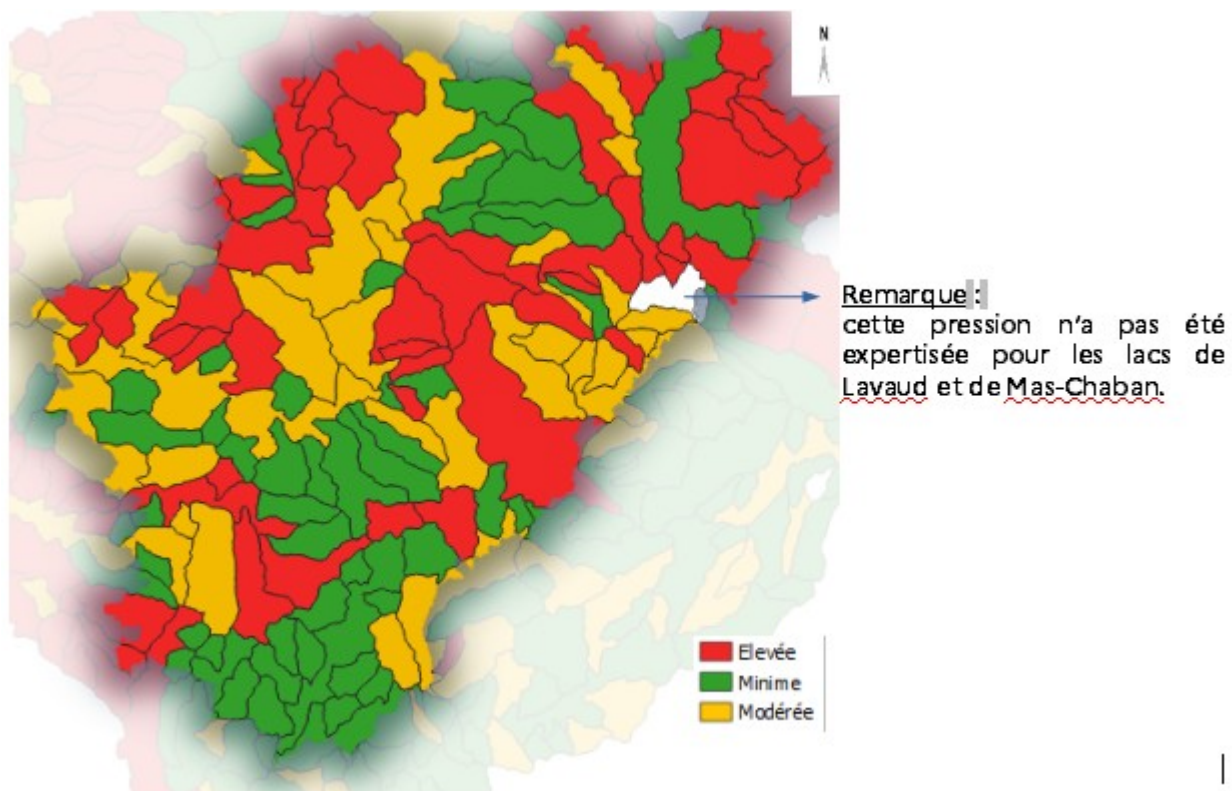 N
Remarque :
cette pression n'a pas été
expertisée pour les lacs de
Lavaud et de Mas-Chaban.
Elevée
Minime
Modérée